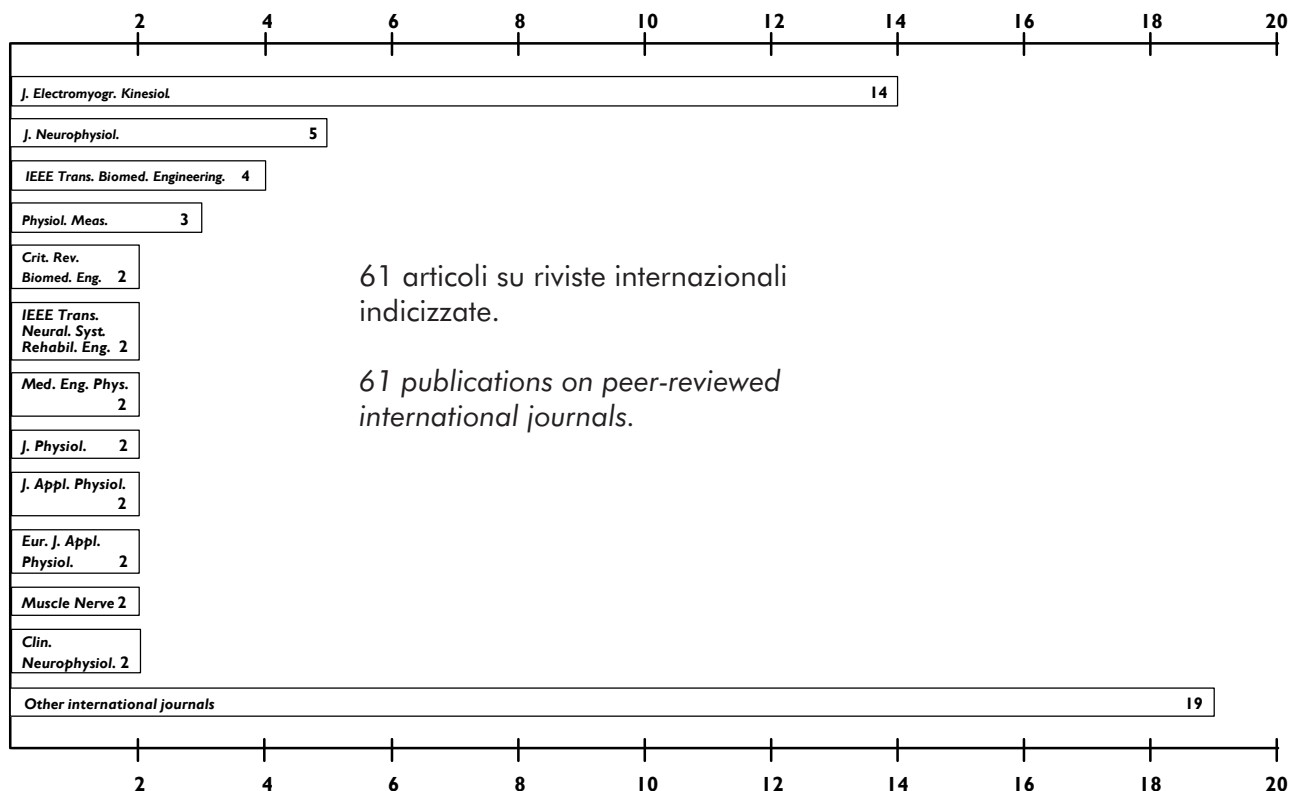 2 4 6 8 10 12 14 16 18 20
J. Electromyogr. Kinesiol. 14
J. Neurophysiol. 5
IEEE Trans. Biomed. Engineering. 4
Physiol. Meas. 3
Crit. Rev.
Biomed. Eng. 2
IEEE Trans.
Neural. Syst.
Rehabil. Eng. 2
Med. Eng. Phys.
2
J. Physiol. 2
J. Appl. Physiol.
2
Eur. J. Appl.
Physiol. 2
Muscle Nerve 2
Clin.
Neurophysiol. 2
Other international journals 19
61 articoli su riviste internazionali
indicizzate.
61 publications on peer-reviewed
international journals.
2 4 6 8 10 12 14 16 18 20